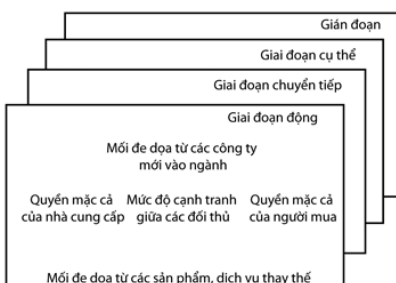 Gián đoạn
Giai đoạn cụ thể
Giai đoạn chuyển tiếp
Giai đoạn động
Mối đe dọa từ các công ty
mới vào ngành
Quyền mặc cả
của nhà cung cấp
Mức độ cạnh tranh
giữa các đối thủ
Quyền mặc cả
của người mua
Mối đe dọa từ các sản phẩm, dịch vụ thay thế